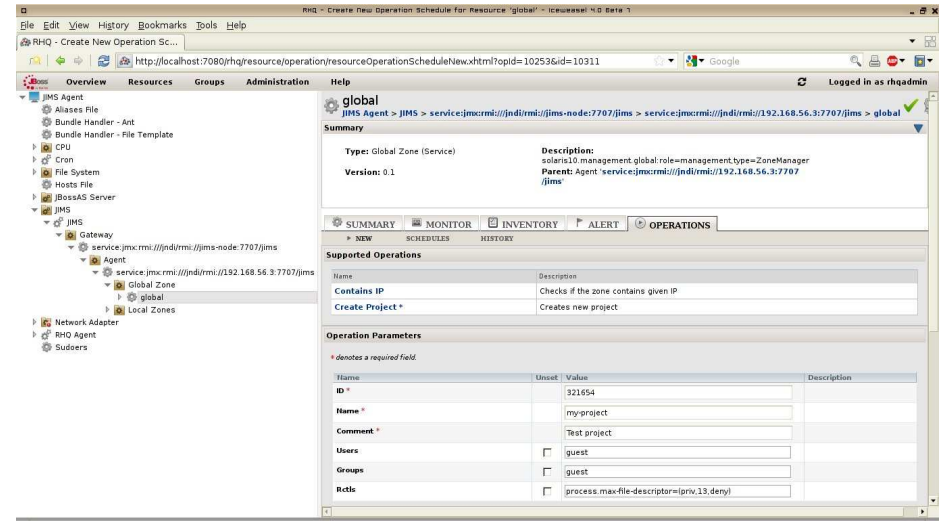 RHQ - Create New Operation Schedule for Resource 'global' - Iceweasel 4.0 Beta 7
File Edit View History Bookmarks Tools Help
RHQ - Create New Operation Sc...
http://localhost:7080/rhq/resource/operation/resourceOperationScheduleNew.xhtml?opId=10253&id=10311
Google
JBoss Overview Resources Groups Administration Help Logged in as rhqadmin
JIMS Agent
Aliases File
Bundle Handler - Ant
Bundle Handler - File Template
CPU
Cron
File System
Hosts File
JBossAS Server
JIMS
JIMS
Gateway
service:jmx:rmi:///jndi/rmi://jims-node:7707/jims
Agent
service:jmx:rmi:///jndi/rmi://192.168.56.3:7707/jims
Global Zone
global
Local Zones
Network Adapter
RHQ Agent
Sudoers
global
JIMS Agent > JIMS > service:jmx:rmi:///jndi/rmi://jims-node:7707/jims > service:jmx:rmi:///jndi/rmi://192.168.56.3:7707/jims > global
Summary
Type: Global Zone (Service)
Version: 0.1
Description:
solaris10.management.global:role=management,type=ZoneManager
Parent: Agent 'service:jmx:rmi:///jndi/rmi://192.168.56.3:7707
/jims'
SUMMARY MONITOR INVENTORY ALERT OPERATIONS
NEW SCHEDULES HISTORY
Supported Operations
Name Description
Contains IP Checks if the zone contains given IP
Create Project * Creates new project
Operation Parameters
* denotes a required field.
Name Unset Value Description
ID * 321654
Name * my-project
Comment * Test project
Users guest
Groups guest
Rctls process.max-file-descriptor=(priv,13,deny)